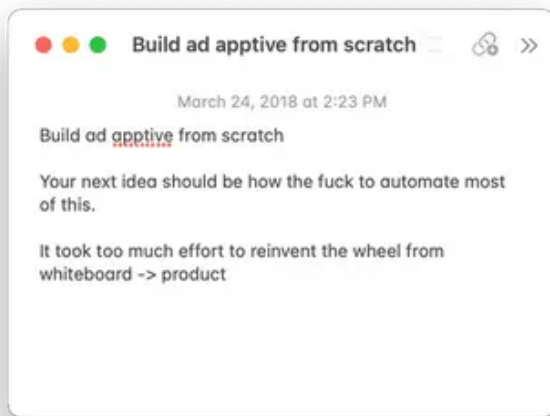 Build ad apptive from scratch
March 24, 2018 at 2:23 PM
Build ad apptive from scratch
Your next idea should be how the fuck to automate most
of this.
It took too much effort to reinvent the wheel from
whiteboard -> product